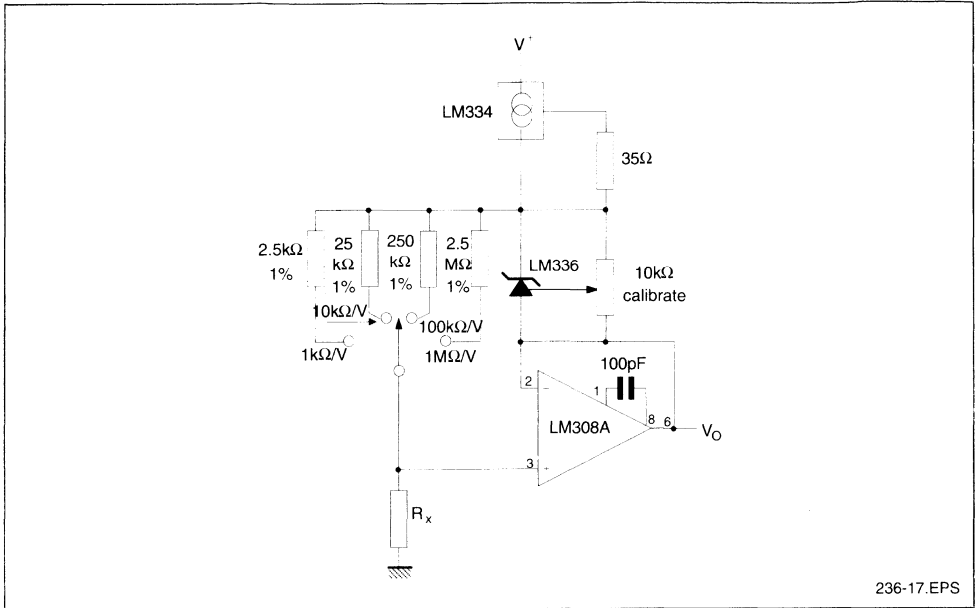 V+
LM334
35Ω
2.5kΩ
1%
25
kΩ
1%
250
kΩ
1%
2.5
MΩ
1%
LM336
10kΩ
calibrate
10kΩ/V
100kΩ/V
1kΩ/V
1MΩ/V
100pF
2
1
LM308A
8
6
VO
3
Rx
236-17.EPS